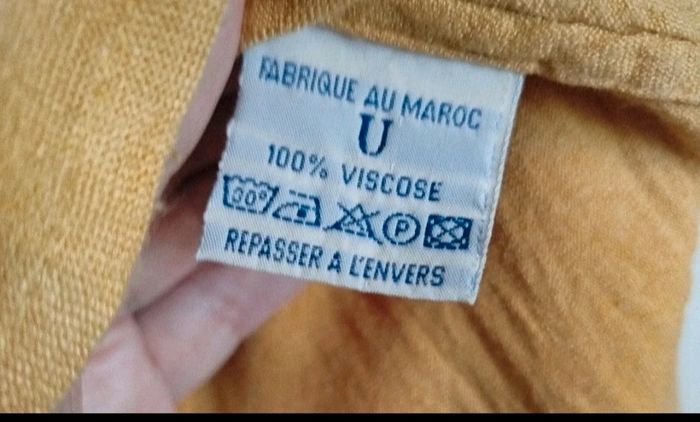 FABRIQUE AU MAROC
U
100% VISCOSE
30° P
REPASSER A L'ENVERS